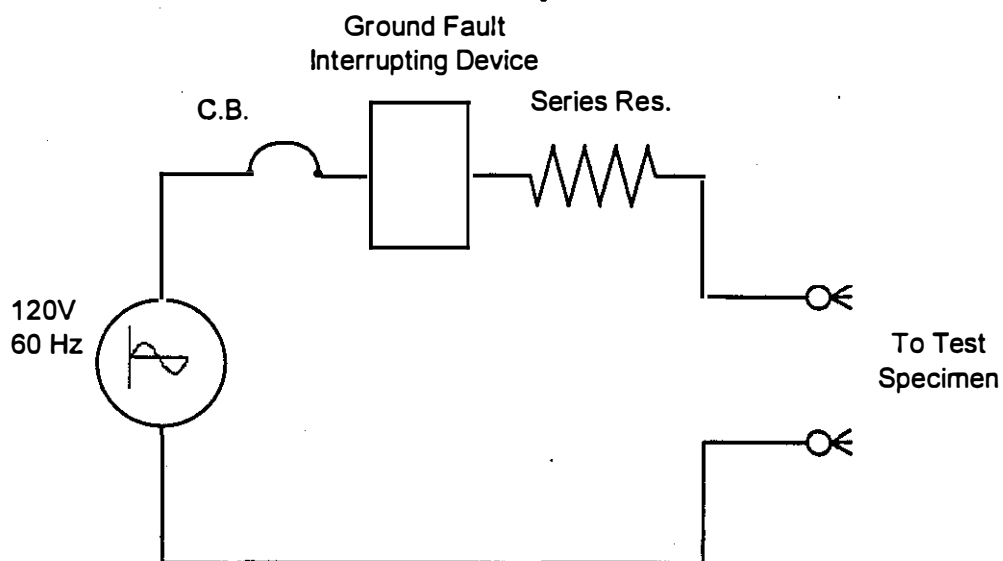 Ground Fault
Interrupting Device
C.B.
Series Res.
120V
60 Hz
To Test
Specimen